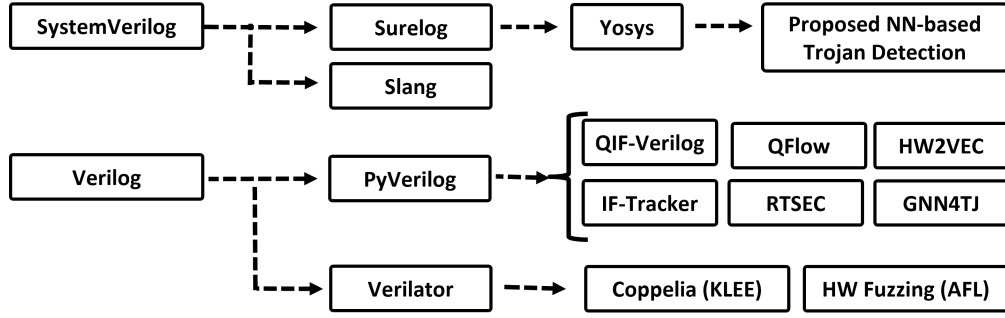 SystemVerilog
Surelog
Yosys
Proposed NN-based
Trojan Detection
Slang
Verilog
PyVerilog
QIF-Verilog
QFlow
HW2VEC
IF-Tracker
RTSEC
GNN4TJ
Verilator
Coppelia (KLEE)
HW Fuzzing (AFL)